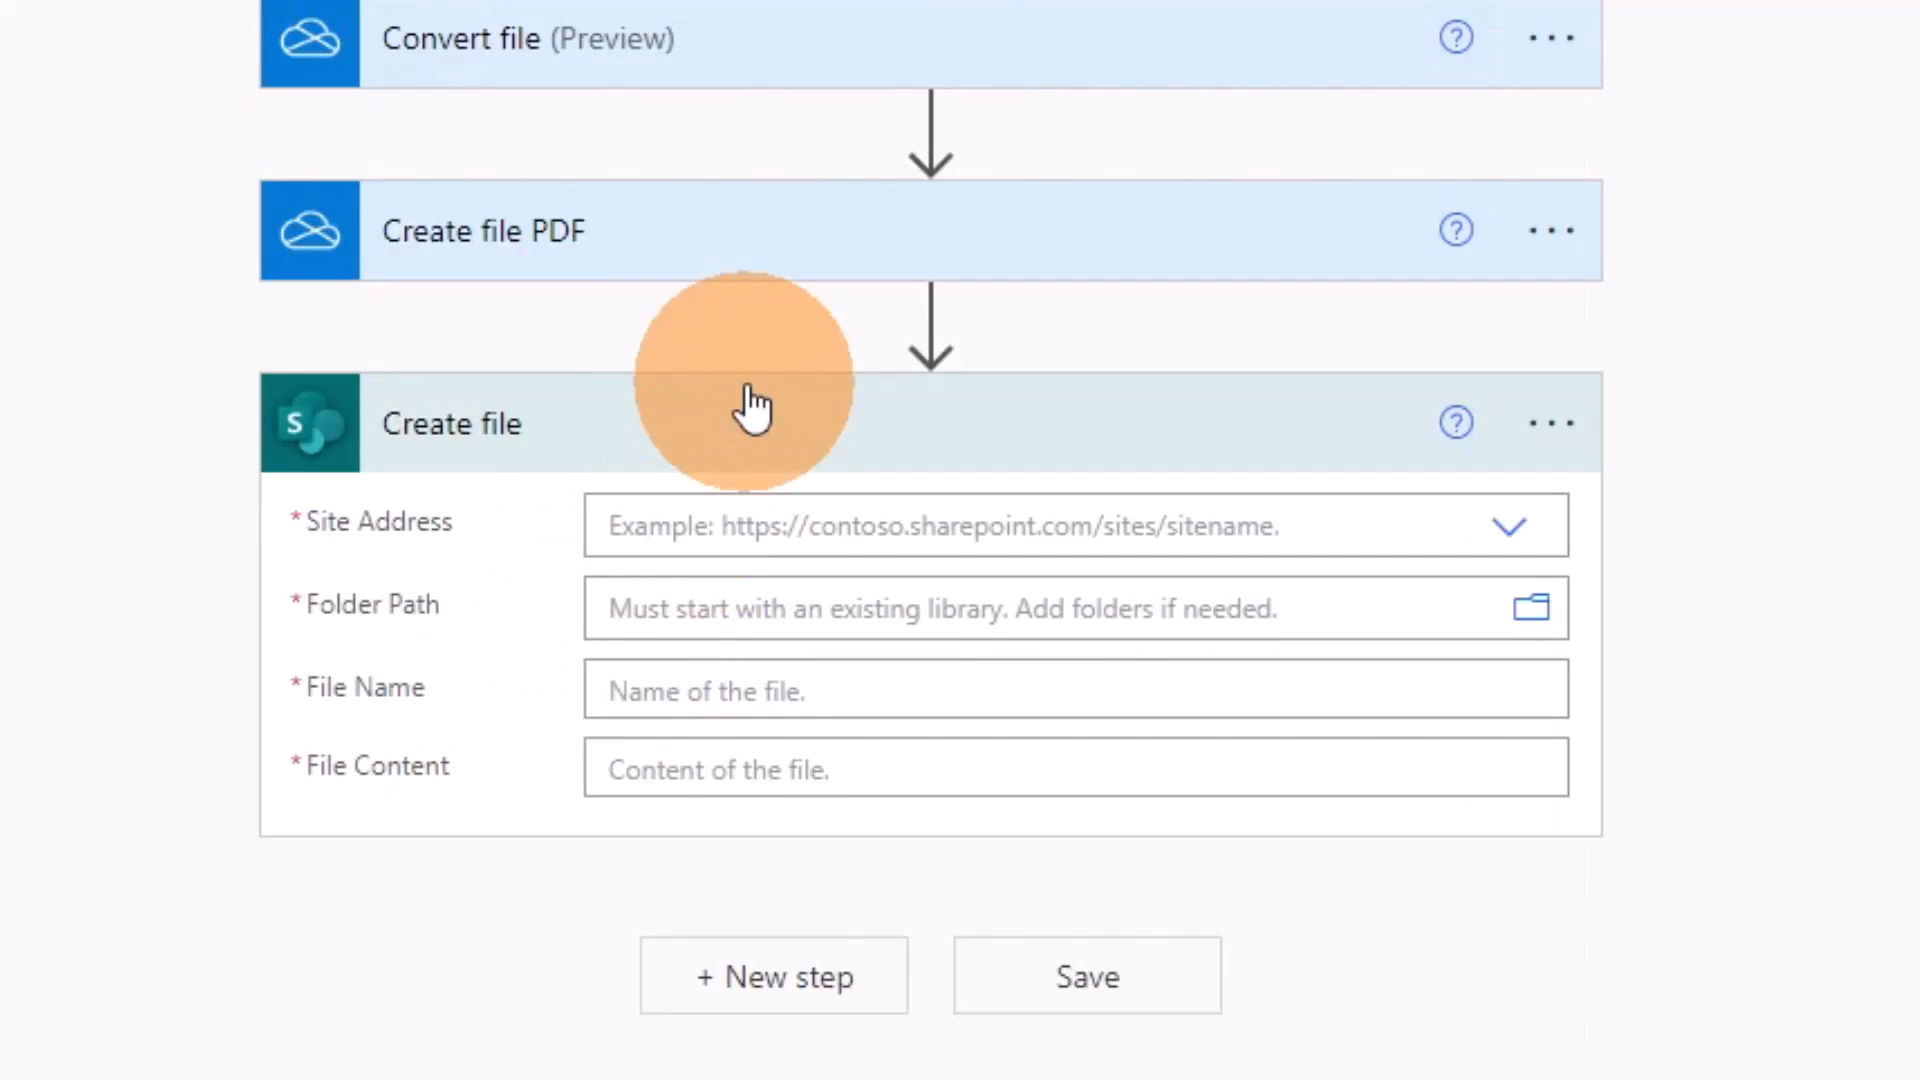 Convert file (Preview)
?
...
Create file PDF
?
...
S
Create file
?
...
* Site Address
Example: https://contoso.sharepoint.com/sites/sitename.
* Folder Path
Must start with an existing library. Add folders if needed.
* File Name
Name of the file.
* File Content
Content of the file.
+ New step
Save